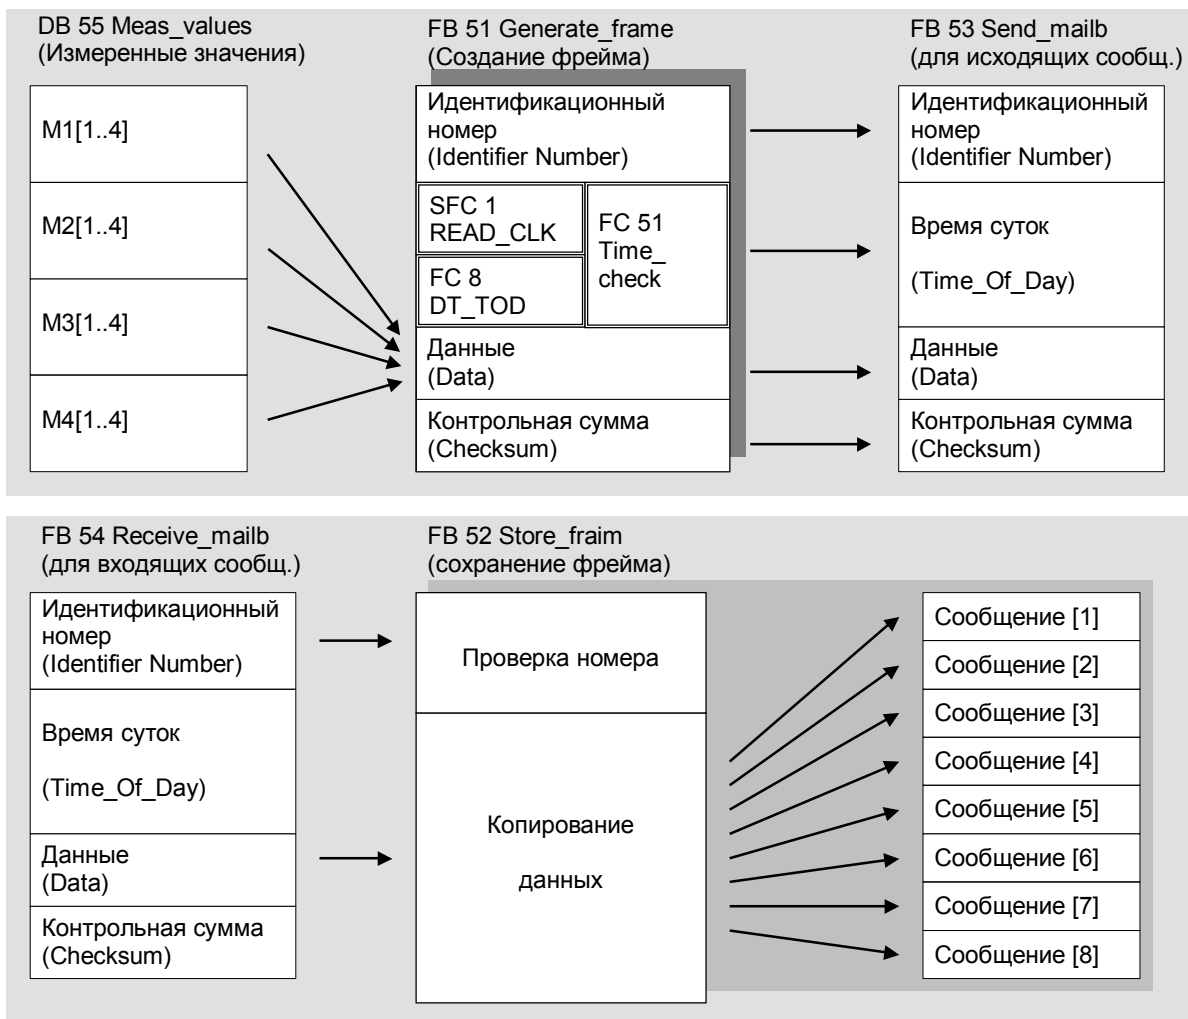 DB 55 Meas_values
(Измеренные значения)
M1[1..4]
M2[1..4]
M3[1..4]
M4[1..4]
FB 51 Generate_frame
(Создание фрейма)
Идентификационный
номер
(Identifier Number)
SFC 1
READ_CLK
FC 8
DT_TOD
FC 51
Time_
check
Данные
(Data)
Контрольная сумма
(Checksum)
FB 53 Send_mailb
(для исходящих сообщ.)
Идентификационный
номер
(Identifier Number)
Время суток
(Time_Of_Day)
Данные
(Data)
Контрольная сумма
(Checksum)
FB 54 Receive_mailb
(для входящих сообщ.)
Идентификационный
номер
(Identifier Number)
Время суток
(Time_Of_Day)
Данные
(Data)
Контрольная сумма
(Checksum)
FB 52 Store_fraim
(сохранение фрейма)
Проверка номера
Копирование
данных
Сообщение [1]
Сообщение [2]
Сообщение [3]
Сообщение [4]
Сообщение [5]
Сообщение [6]
Сообщение [7]
Сообщение [8]